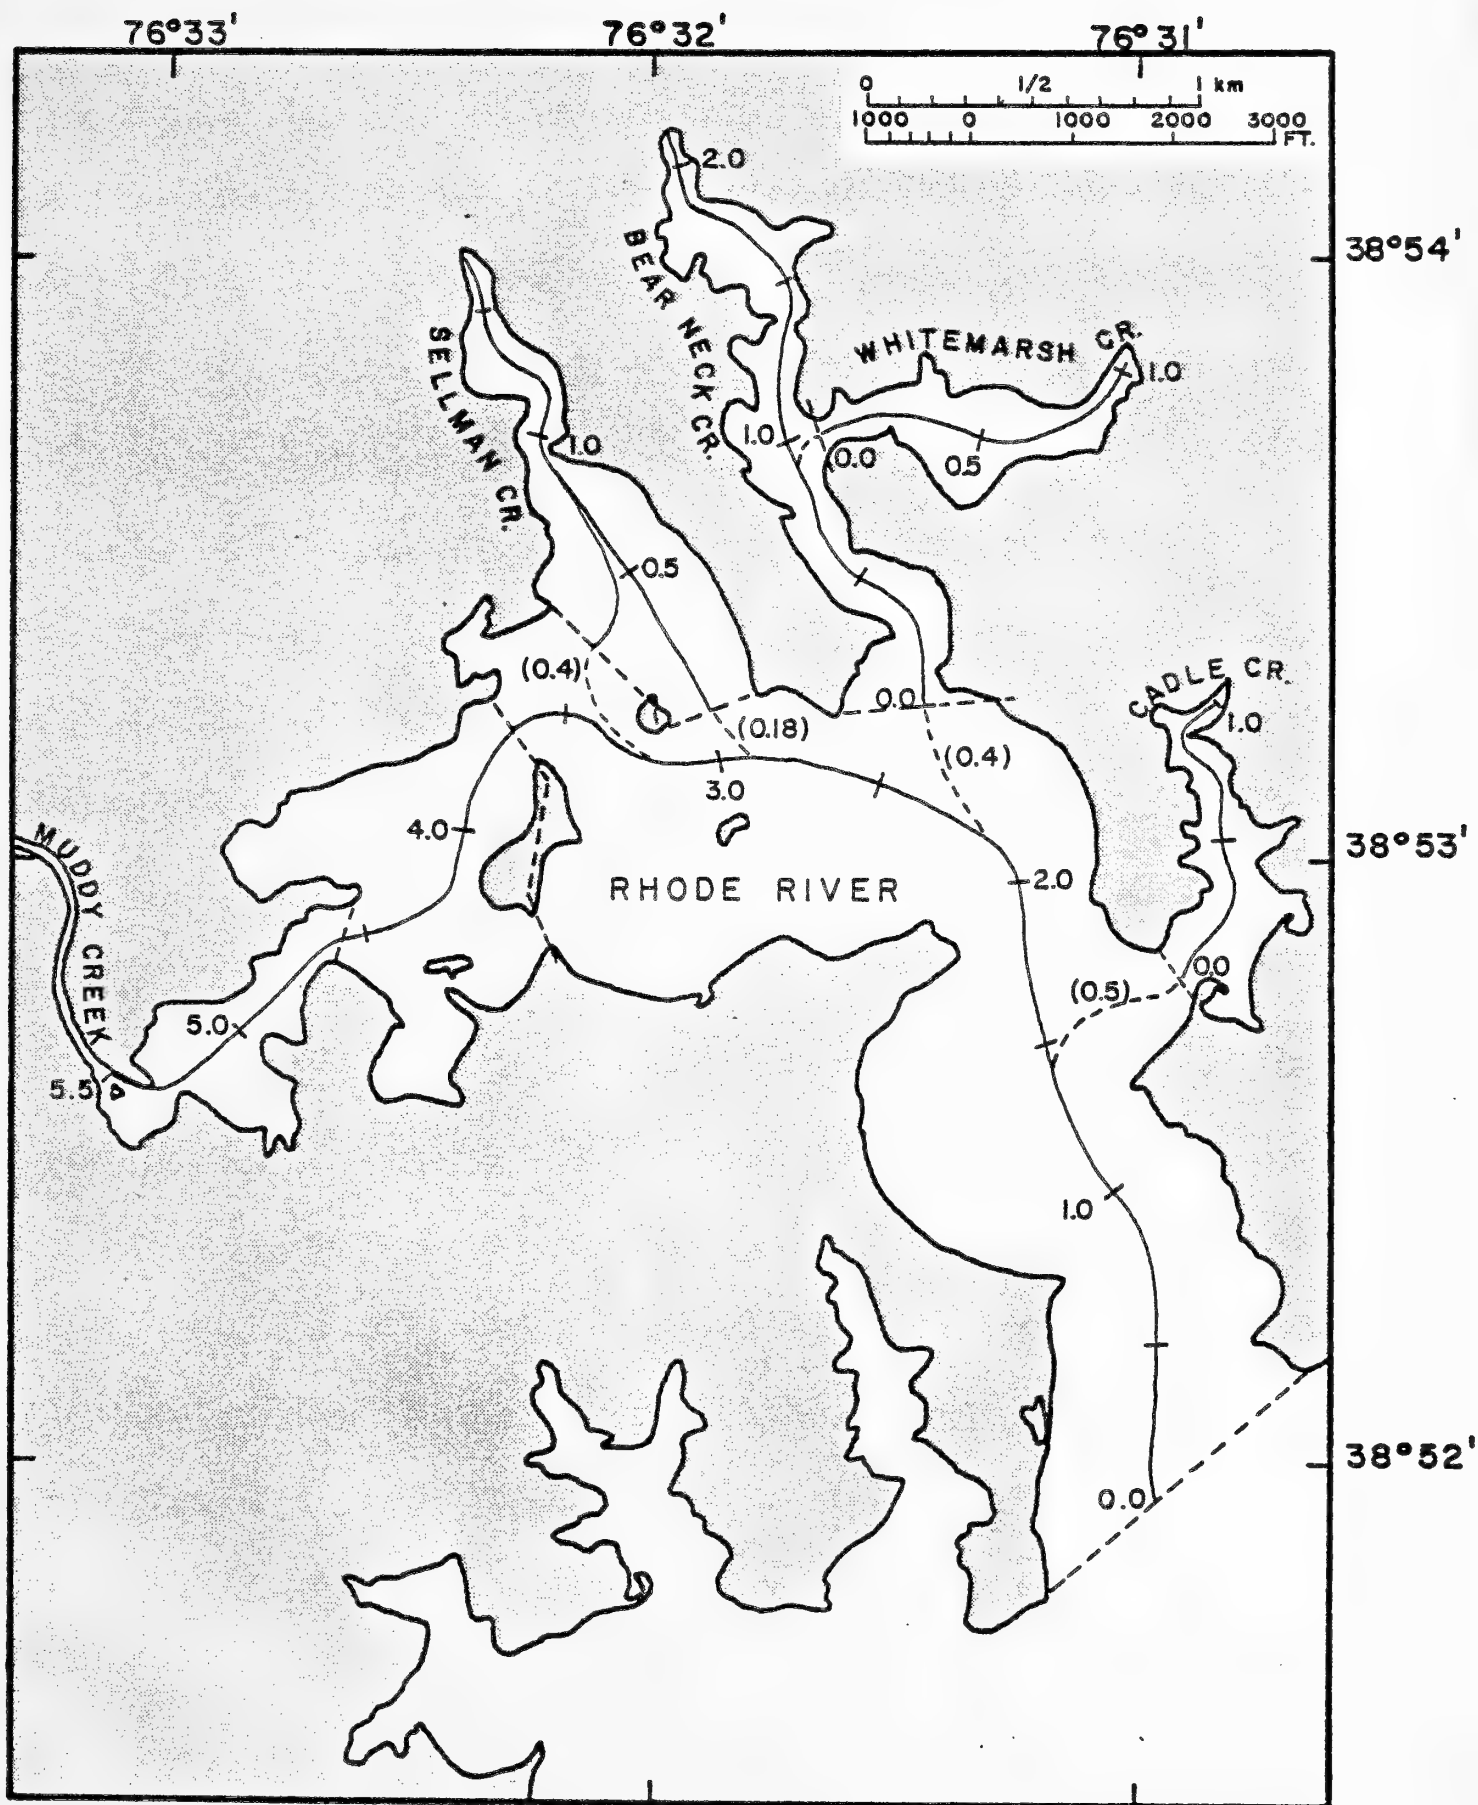 76°33' 76°32' 76°31'
0 1/2 1 km
1000 0 1000 2000 3000
FT.
2.0
38°54'
BEAR NECK CR.
SELLMAN CR.
WHITEMARSH CR.
1.0
1.0
1.0
(0.0
0.5
0.5
(0.4)
CADLE CR.
0.0
1.0
(0.18)
(0.4)
3.0
4.0
MUDDY CREEK
38°53'
RHODE RIVER
2.0
0.0
(0.5)
5.0
5.5
1.0
38°52'
0.0